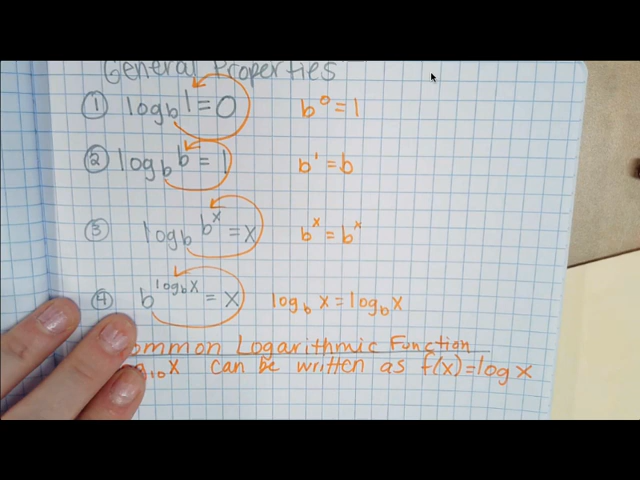 General Properties
① log_b 1 = 0 b^0 = 1
② log_b b = 1 b^1 = b
③ log_b b^x = x b^x = b^x
④ b^{log_b x} = x log_b x = log_b x
ommon Logarithmic Function
₁₀ x can be written as f(x) = log x